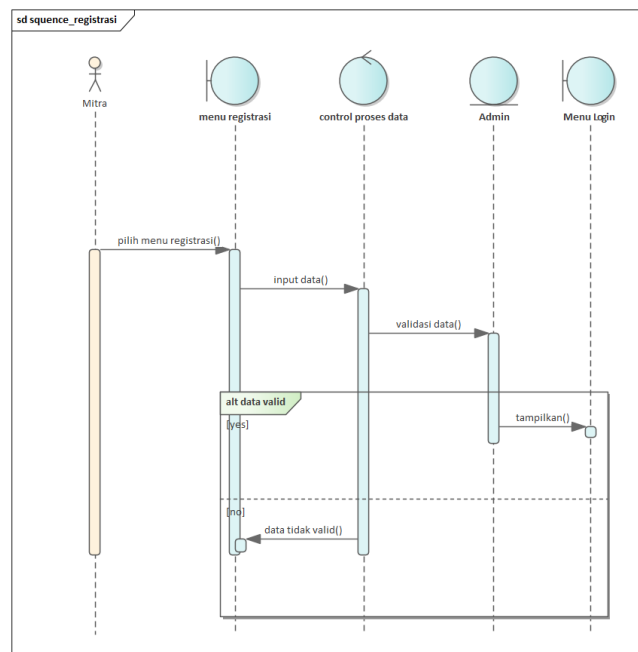 sd squence_registrasi
Mitra
menu registrasi
control proses data
Admin
Menu Login
pilih menu registrasi()
input data()
validasi data()
alt data valid
[yes]
tampilkan()
[no]
data tidak valid()